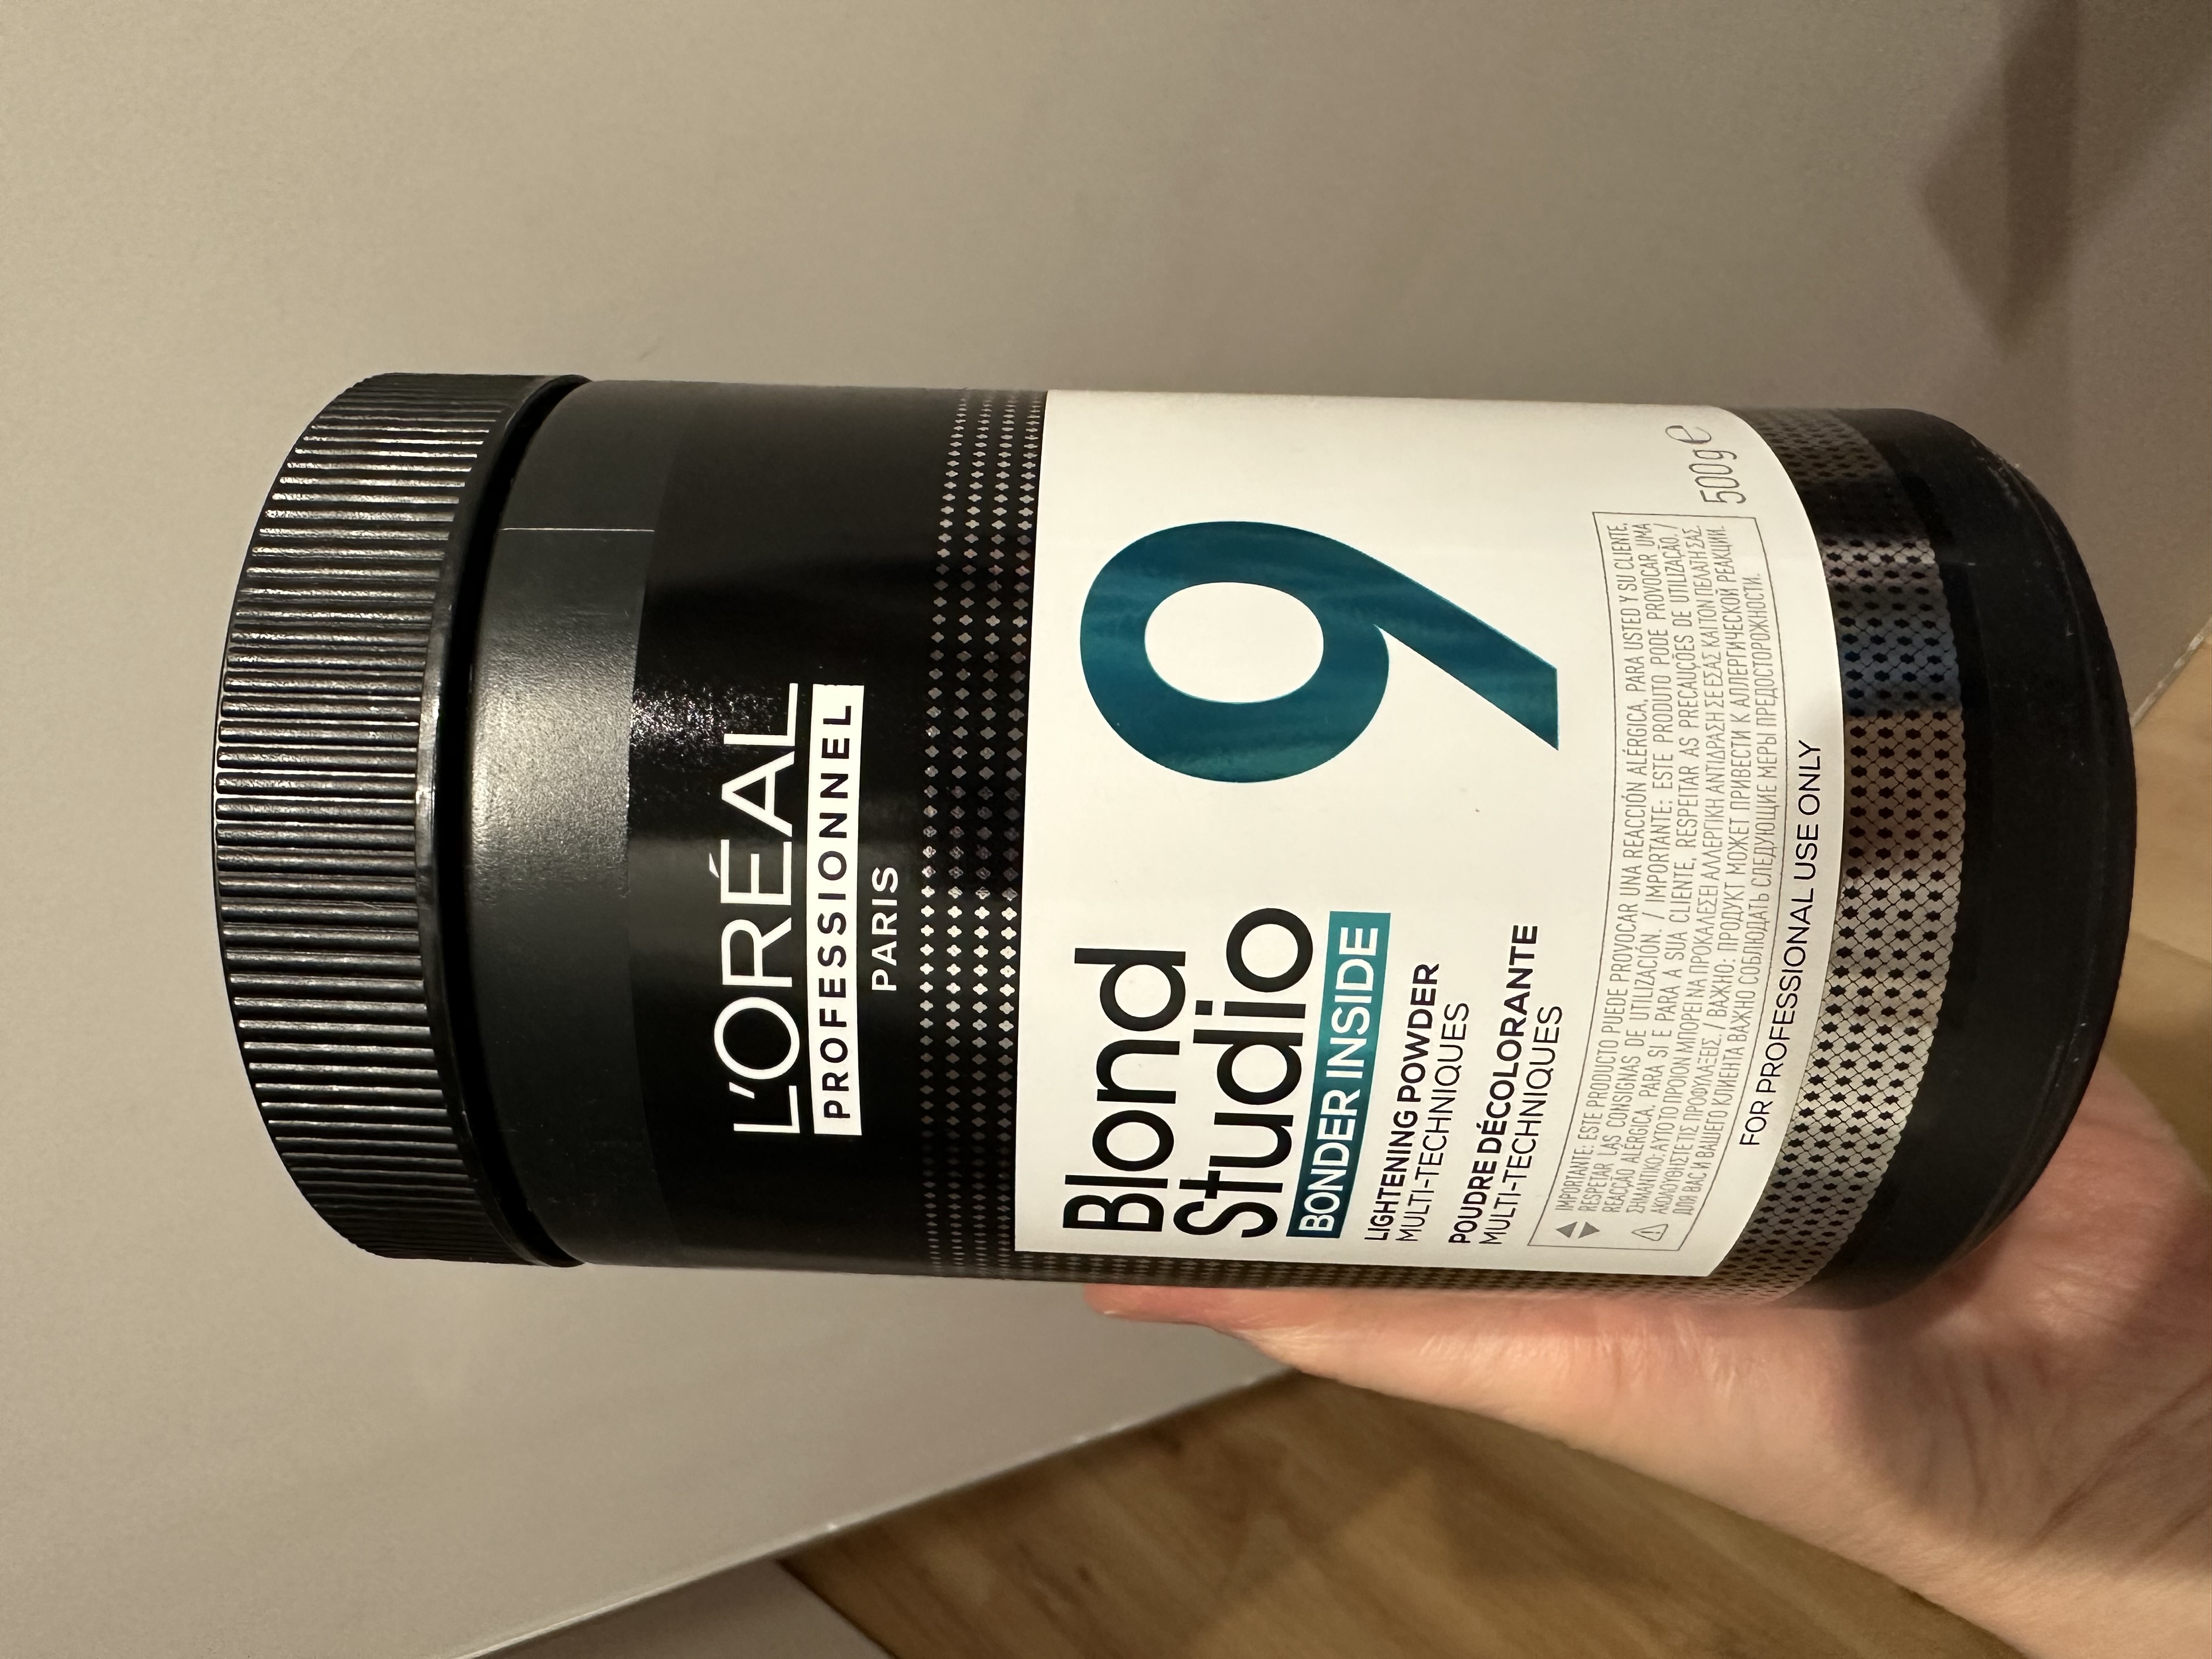 L'ORÉAL
PROFESSIONNEL
PARIS
Blond
Studio
9
BONDER INSIDE
LIGHTENING POWDER
MULTI-TECHNIQUES
POUDRE DÉCOLORANTE
MULTI-TECHNIQUES
IMPORTANTE: ESTE PRODUCTO PUEDE PROVOCAR UNA REACCIÓN ALÉRGICA, PARA USTED Y SU CLIENTE,
RESPETAR LAS CONSIGNAS DE UTILIZACIÓN. / IMPORTANTE: ESTE PRODUTO PODE PROVOCAR UMA
REACÇÃO ALÉRGICA. PARA SI E PARA A SUA CLIENTE, RESPEITAR AS PRECAUÇÕES DE UTILIZAÇÃO. /
ΣΗΜΑΝΤΙΚΟ: ΑΥΤΟ ΤΟ ΠΡΟΙΟΝ ΜΠΟΡΕΙ ΝΑ ΠΡΟΚΑΛΕΣΕΙ ΑΛΛΕΡΓΙΚΗ ΑΝΤΙΔΡΑΣΗ ΣΕ ΕΣΑΣ ΚΑΙ ΤΟΝ ΠΕΛΑΤΗ ΣΑΣ.
ΑΚΟΛΟΥΘΗΣΤΕ ΤΙΣ ΠΡΟΦΥΛΑΞΕΙΣ. / ВАЖНО: ПРОДУКТ МОЖЕТ ПРИВЕСТИ К АЛЛЕРГИЧЕСКОЙ РЕАКЦИИ.
ДЛЯ ВАС И ВАШЕГО КЛИЕНТА ВАЖНО СОБЛЮДАТЬ СЛЕДУЮЩИЕ МЕРЫ ПРЕДОСТОРОЖНОСТИ.
500g e
FOR PROFESSIONAL USE ONLY